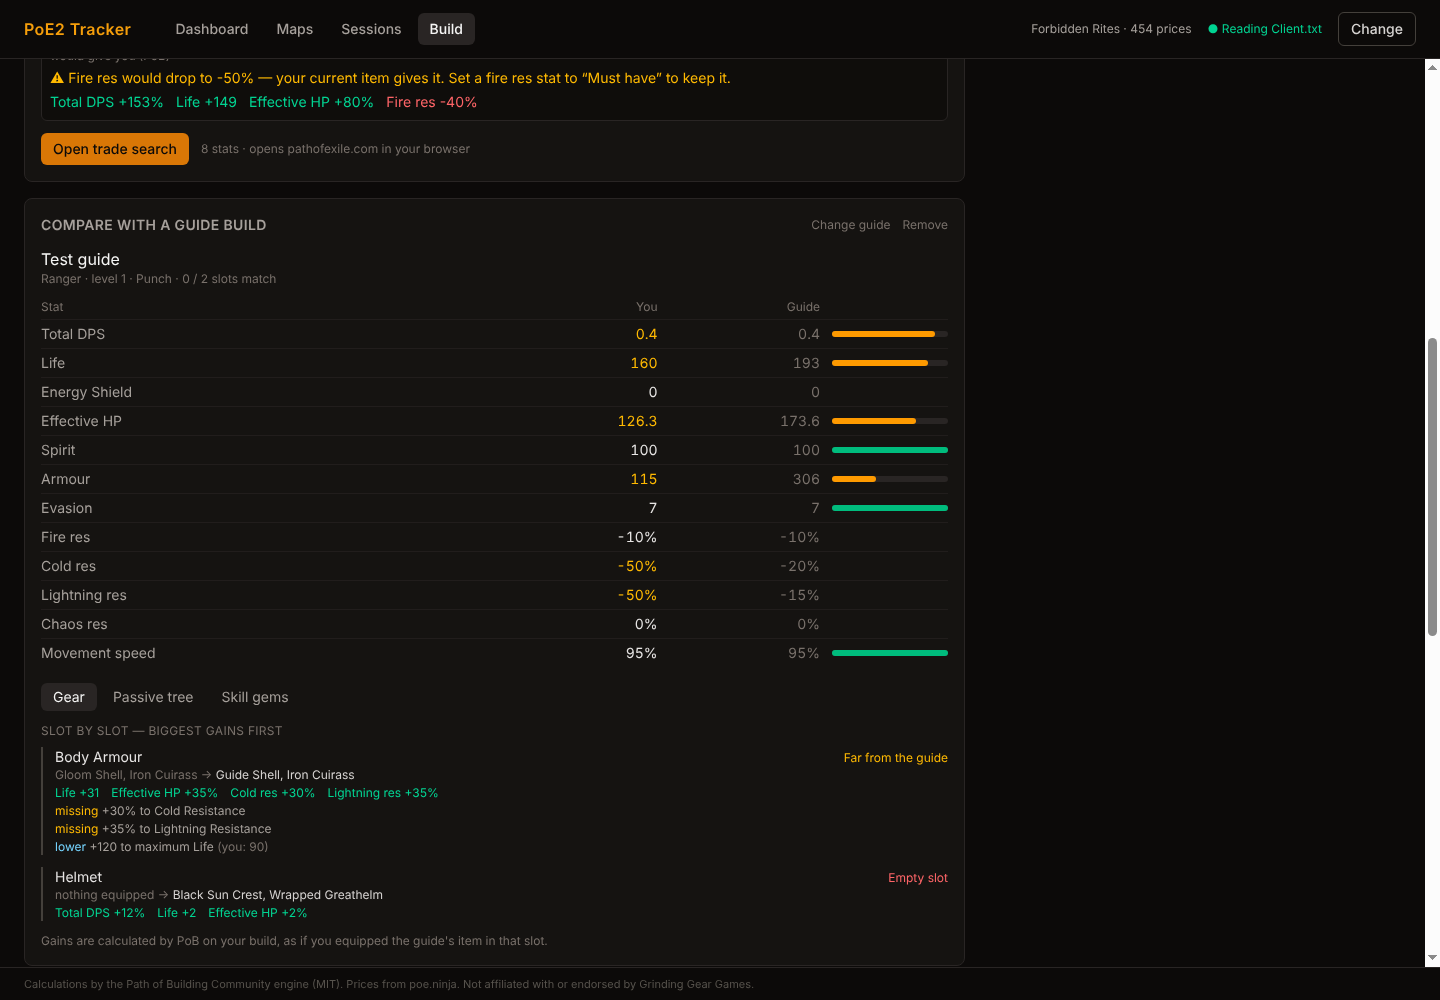 PoE2 Tracker
Dashboard
Maps
Sessions
Build
Forbidden Rites · 454 prices
Reading Client.txt
Change
⚠ Fire res would drop to -50% — your current item gives it. Set a fire res stat to “Must have” to keep it.
Total DPS +153% Life +149 Effective HP +80% Fire res -40%
Open trade search
8 stats · opens pathofexile.com in your browser
COMPARE WITH A GUIDE BUILD
Change guide Remove
Test guide
Ranger · level 1 · Punch · 0 / 2 slots match
Stat You Guide
Total DPS 0.4 0.4
Life 160 193
Energy Shield 0 0
Effective HP 126.3 173.6
Spirit 100 100
Armour 115 306
Evasion 7 7
Fire res -10% -10%
Cold res -50% -20%
Lightning res -50% -15%
Chaos res 0% 0%
Movement speed 95% 95%
Gear Passive tree Skill gems
SLOT BY SLOT — BIGGEST GAINS FIRST
Body Armour Far from the guide
Gloom Shell, Iron Cuirass → Guide Shell, Iron Cuirass
Life +31 Effective HP +35% Cold res +30% Lightning res +35%
missing +30% to Cold Resistance
missing +35% to Lightning Resistance
lower +120 to maximum Life (you: 90)
Helmet Empty slot
nothing equipped → Black Sun Crest, Wrapped Greathelm
Total DPS +12% Life +2 Effective HP +2%
Gains are calculated by PoB on your build, as if you equipped the guide's item in that slot.
Calculations by the Path of Building Community engine (MIT). Prices from poe.ninja. Not affiliated with or endorsed by Grinding Gear Games.